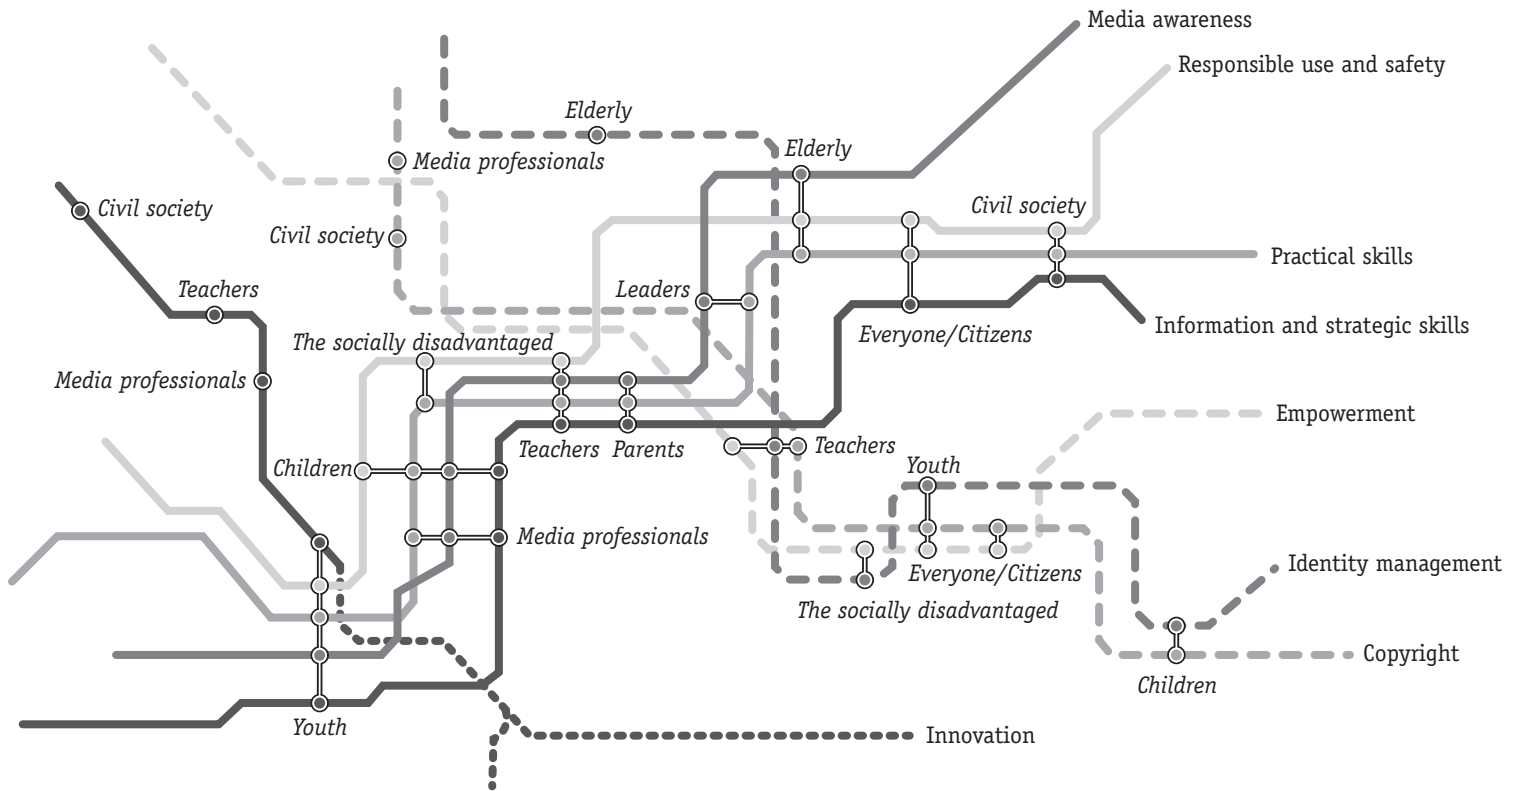 Media awareness
Responsible use and safety
Elderly
Media professionals
Elderly
Civil society
Civil society
Civil society
Practical skills
Teachers
Leaders
Information and strategic skills
Everyone/Citizens
The socially disadvantaged
Media professionals
Empowerment
Teachers
Parents
Teachers
Children
Youth
Media professionals
Identity management
Everyone/Citizens
The socially disadvantaged
Copyright
Children
Youth
Innovation